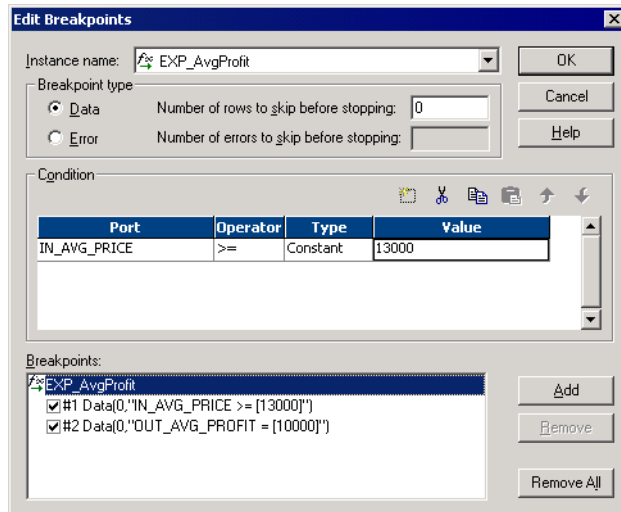 Edit Breakpoints
Instance name: EXP_AvgProfit
OK
Breakpoint type
Data Number of rows to skip before stopping: 0
Cancel
Error Number of errors to skip before stopping:
Help
Condition
Port Operator Type Value
IN_AVG_PRICE >= Constant 13000
Breakpoints:
EXP_AvgProfit
Add
#1 Data(0,"IN_AVG_PRICE >= [13000]")
#2 Data(0,"OUT_AVG_PROFIT = [10000]")
Remove
Remove All